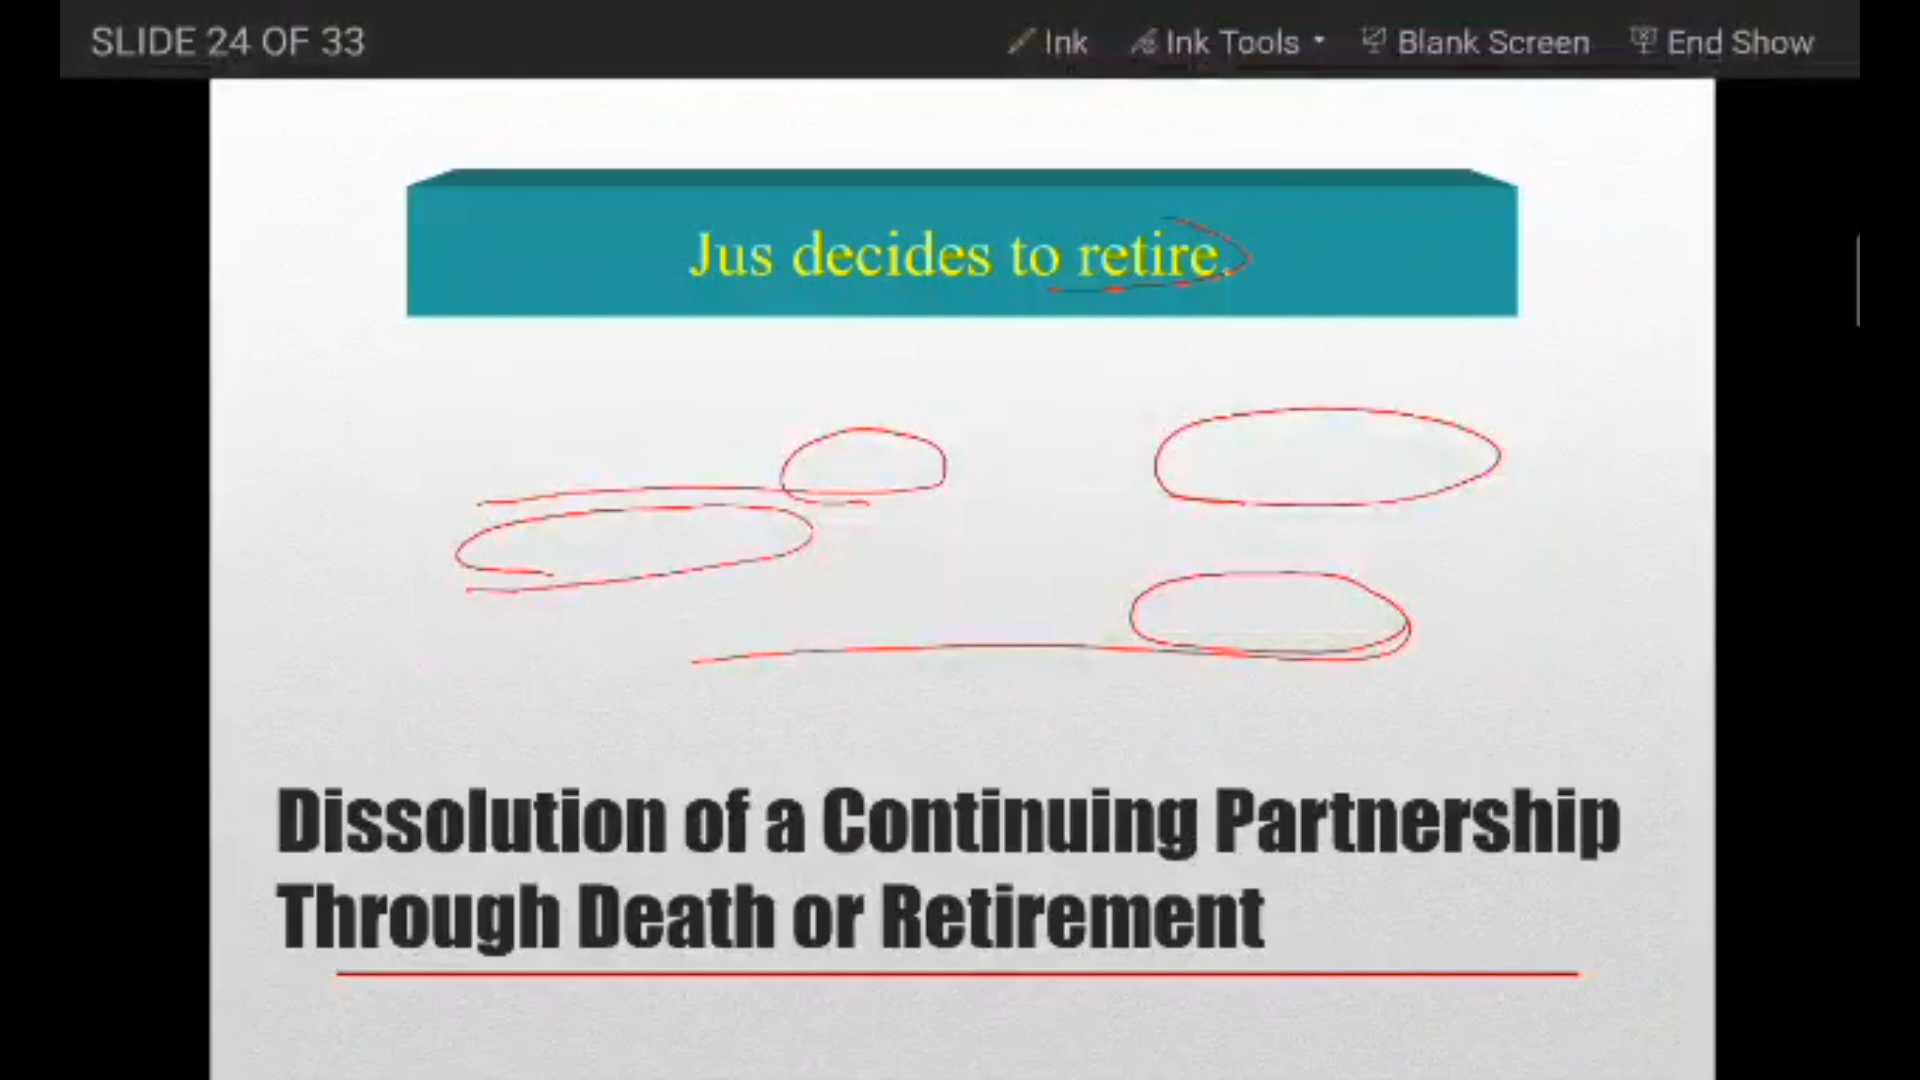 SLIDE 24 OF 33 Ink Ink Tools Blank Screen End Show
Jus decides to retire.
Dissolution of a Continuing Partnership
Through Death or Retirement